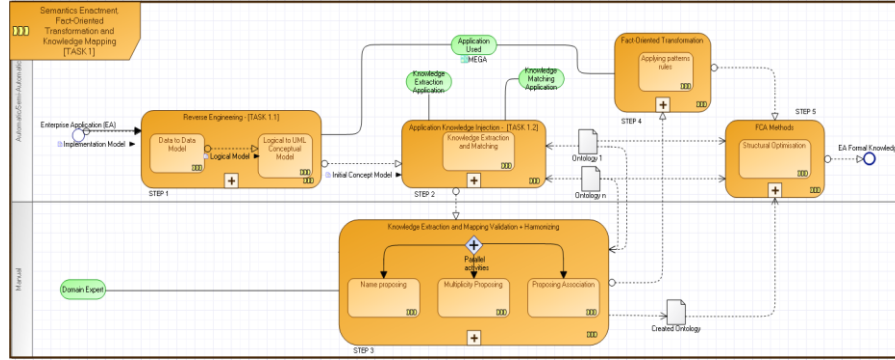 Semantics Enactment,
Fact-Oriented
Transformation and
Knowledge Mapping
[TASK 1]
Automatic/Semi-Automatic
Enterprise Application (EA)
Implementation Model
Reverse Engineering - [TASK 1.1]
Data to Data
Model
Logical Model
Logical to UML
Conceptual
Model
STEP 1
Initial Concept Model
Application
Used
MEGA
Knowledge
Extraction
Application
Knowledge
Matching
Application
Application Knowledge Injection - [TASK 1.2]
Knowledge Extraction
and Matching
STEP 2
Fact-Oriented Transformation
Applying patterns
rules
STEP 4
Ontology 1
Ontology n
STEP 5
FCA Methods
Structural Optimisation
EA Formal Knowledge
Manual
Domain Expert
Knowledge Extraction and Mapping Validation + Harmonizing
Parallel
activities
Name proposing
Multiplicity Proposing
Proposing Association
STEP 3
Created Ontology